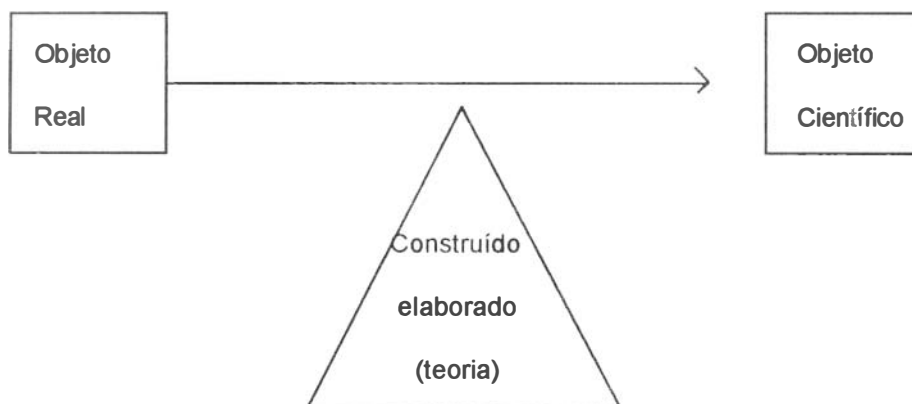 Objeto
Real
Objeto
Científico
Construído
elaborado
(teoria)